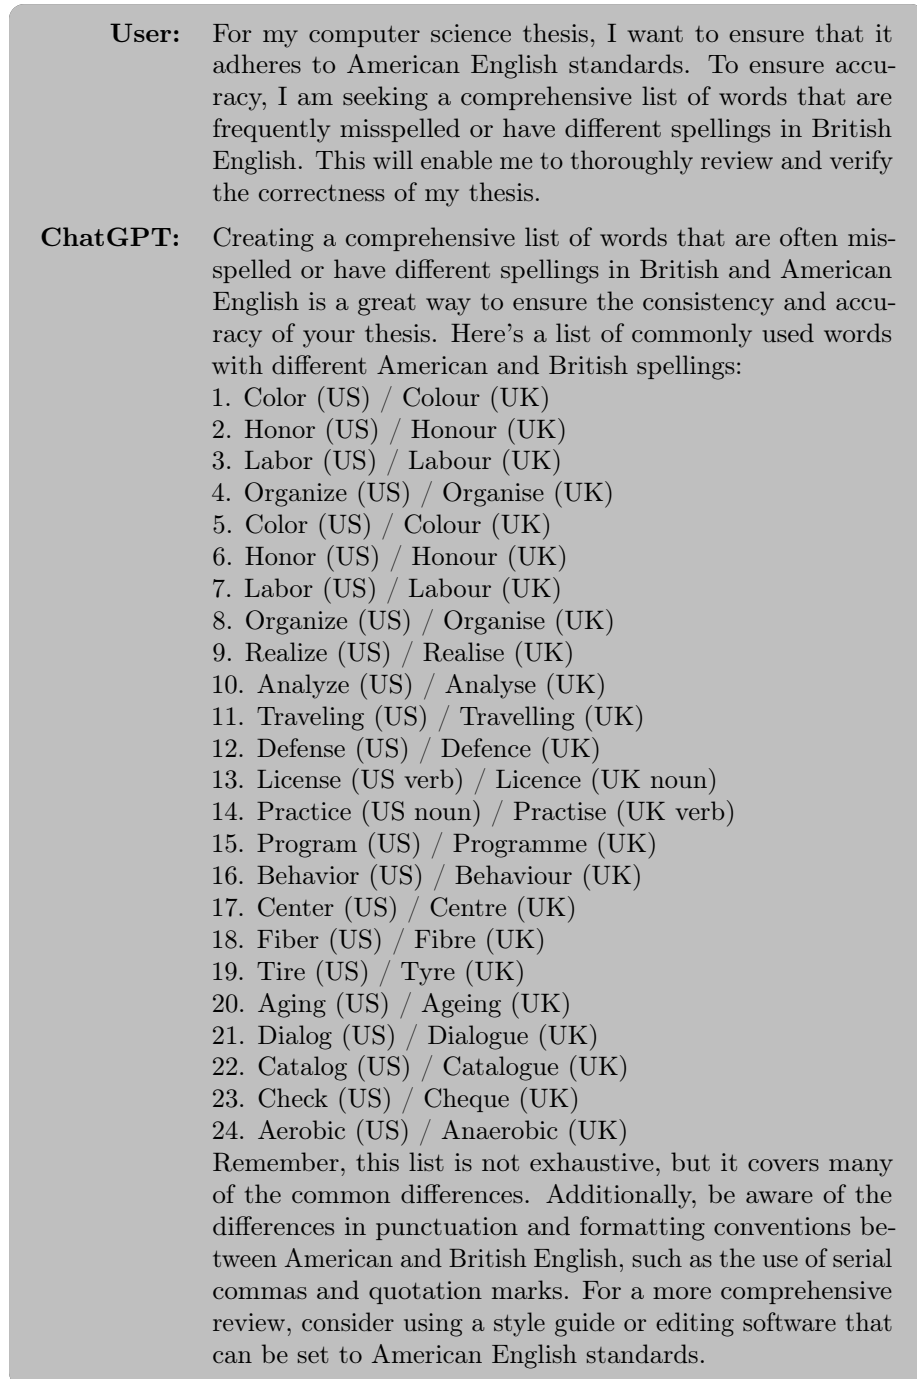 User: For my computer science thesis, I want to ensure that it
adheres to American English standards. To ensure accu-
racy, I am seeking a comprehensive list of words that are
frequently misspelled or have different spellings in British
English. This will enable me to thoroughly review and verify
the correctness of my thesis.
ChatGPT: Creating a comprehensive list of words that are often mis-
spelled or have different spellings in British and American
English is a great way to ensure the consistency and accu-
racy of your thesis. Here's a list of commonly used words
with different American and British spellings:
1. Color (US) / Colour (UK)
2. Honor (US) / Honour (UK)
3. Labor (US) / Labour (UK)
4. Organize (US) / Organise (UK)
5. Color (US) / Colour (UK)
6. Honor (US) / Honour (UK)
7. Labor (US) / Labour (UK)
8. Organize (US) / Organise (UK)
9. Realize (US) / Realise (UK)
10. Analyze (US) / Analyse (UK)
11. Traveling (US) / Travelling (UK)
12. Defense (US) / Defence (UK)
13. License (US verb) / Licence (UK noun)
14. Practice (US noun) / Practise (UK verb)
15. Program (US) / Programme (UK)
16. Behavior (US) / Behaviour (UK)
17. Center (US) / Centre (UK)
18. Fiber (US) / Fibre (UK)
19. Tire (US) / Tyre (UK)
20. Aging (US) / Ageing (UK)
21. Dialog (US) / Dialogue (UK)
22. Catalog (US) / Catalogue (UK)
23. Check (US) / Cheque (UK)
24. Aerobic (US) / Anaerobic (UK)
Remember, this list is not exhaustive, but it covers many
of the common differences. Additionally, be aware of the
differences in punctuation and formatting conventions be-
tween American and British English, such as the use of serial
commas and quotation marks. For a more comprehensive
review, consider using a style guide or editing software that
can be set to American English standards.